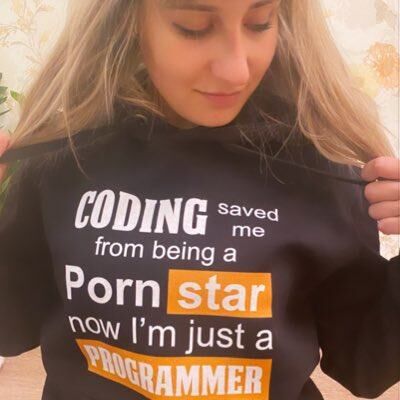 CODING saved
me
from being a
Porn star
now I'm just a
PROGRAMMER